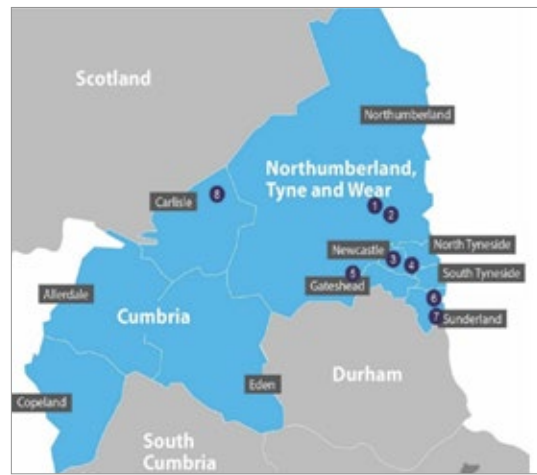 Scotland
Northumberland
Northumberland,
Tyne and Wear
Carlisle
8
1
2
Newcastle
3
4
North Tyneside
South Tyneside
5
Gateshead
6
7
Sunderland
Allerdale
Cumbria
Copeland
Eden
Durham
South
Cumbria